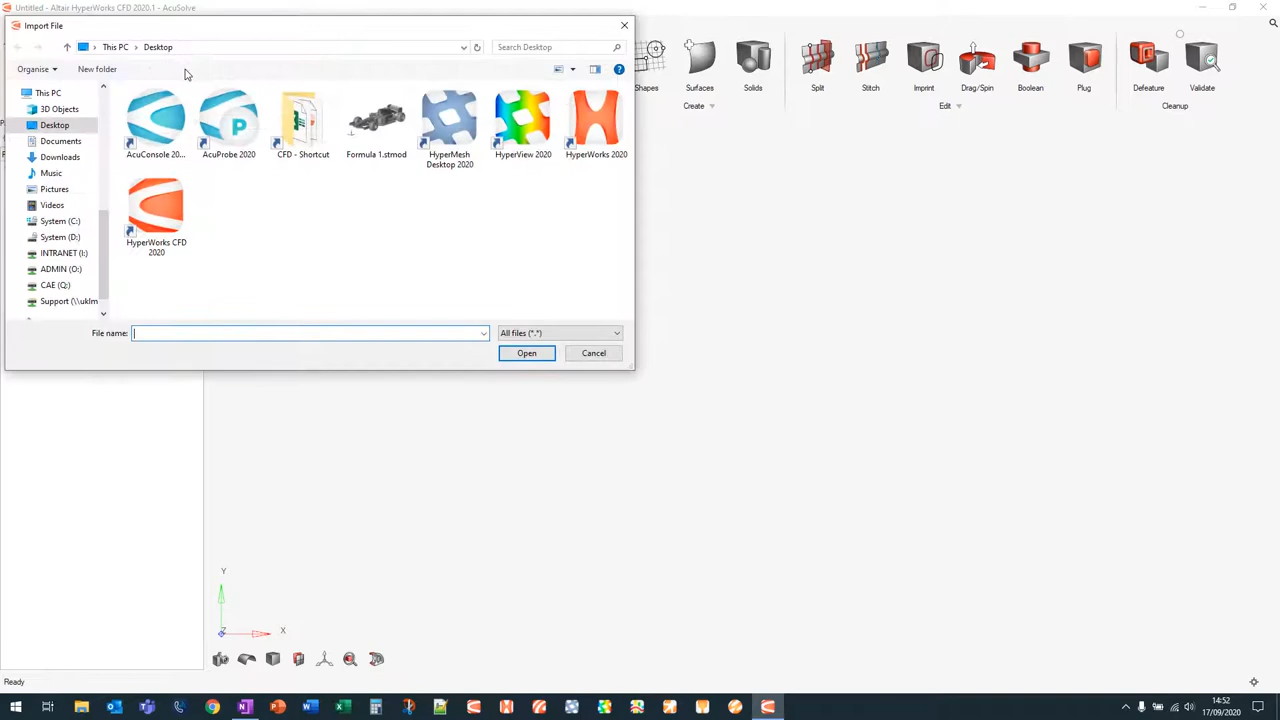 Untitled - Altair HyperWorks CFD 2020.1 - AcuSolve
Import File
This PC
Desktop
Search Desktop
Organise
New folder
Shapes
Surfaces
Solids
Split
Stitch
Imprint
Drag/Spin
Boolean
Plug
Defeature
Validate
Create
Edit
Cleanup
This PC
3D Objects
Desktop
Documents
Downloads
Music
Pictures
Videos
System (C:)
System (D:)
INTRANET (I:)
ADMIN (O:)
CAE (Q:)
Support (\\uklm
AcuConsole 20...
AcuProbe 2020
CFD - Shortcut
Formula 1.stmod
HyperMesh
Desktop 2020
HyperView 2020
HyperWorks 2020
HyperWorks CFD
2020
File name:
All files (*.*)
Open
Cancel
Y
Z
X
Ready
14:52
17/09/2020